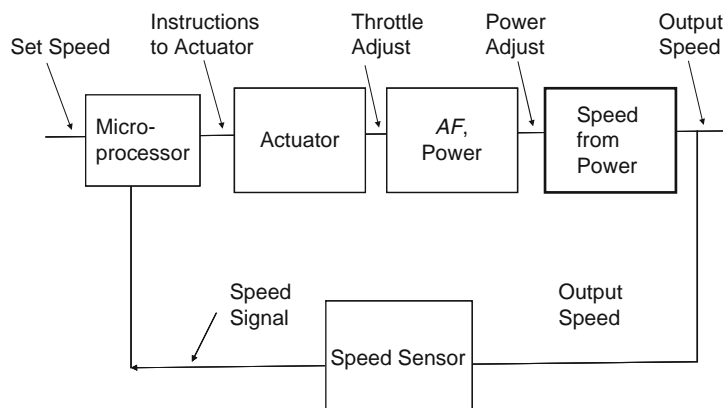 Set Speed
Instructions
to Actuator
Throttle
Adjust
Power
Adjust
Output
Speed
Micro-
processor
Actuator
AF,
Power
Speed
from
Power
Speed
Signal
Speed Sensor
Output
Speed